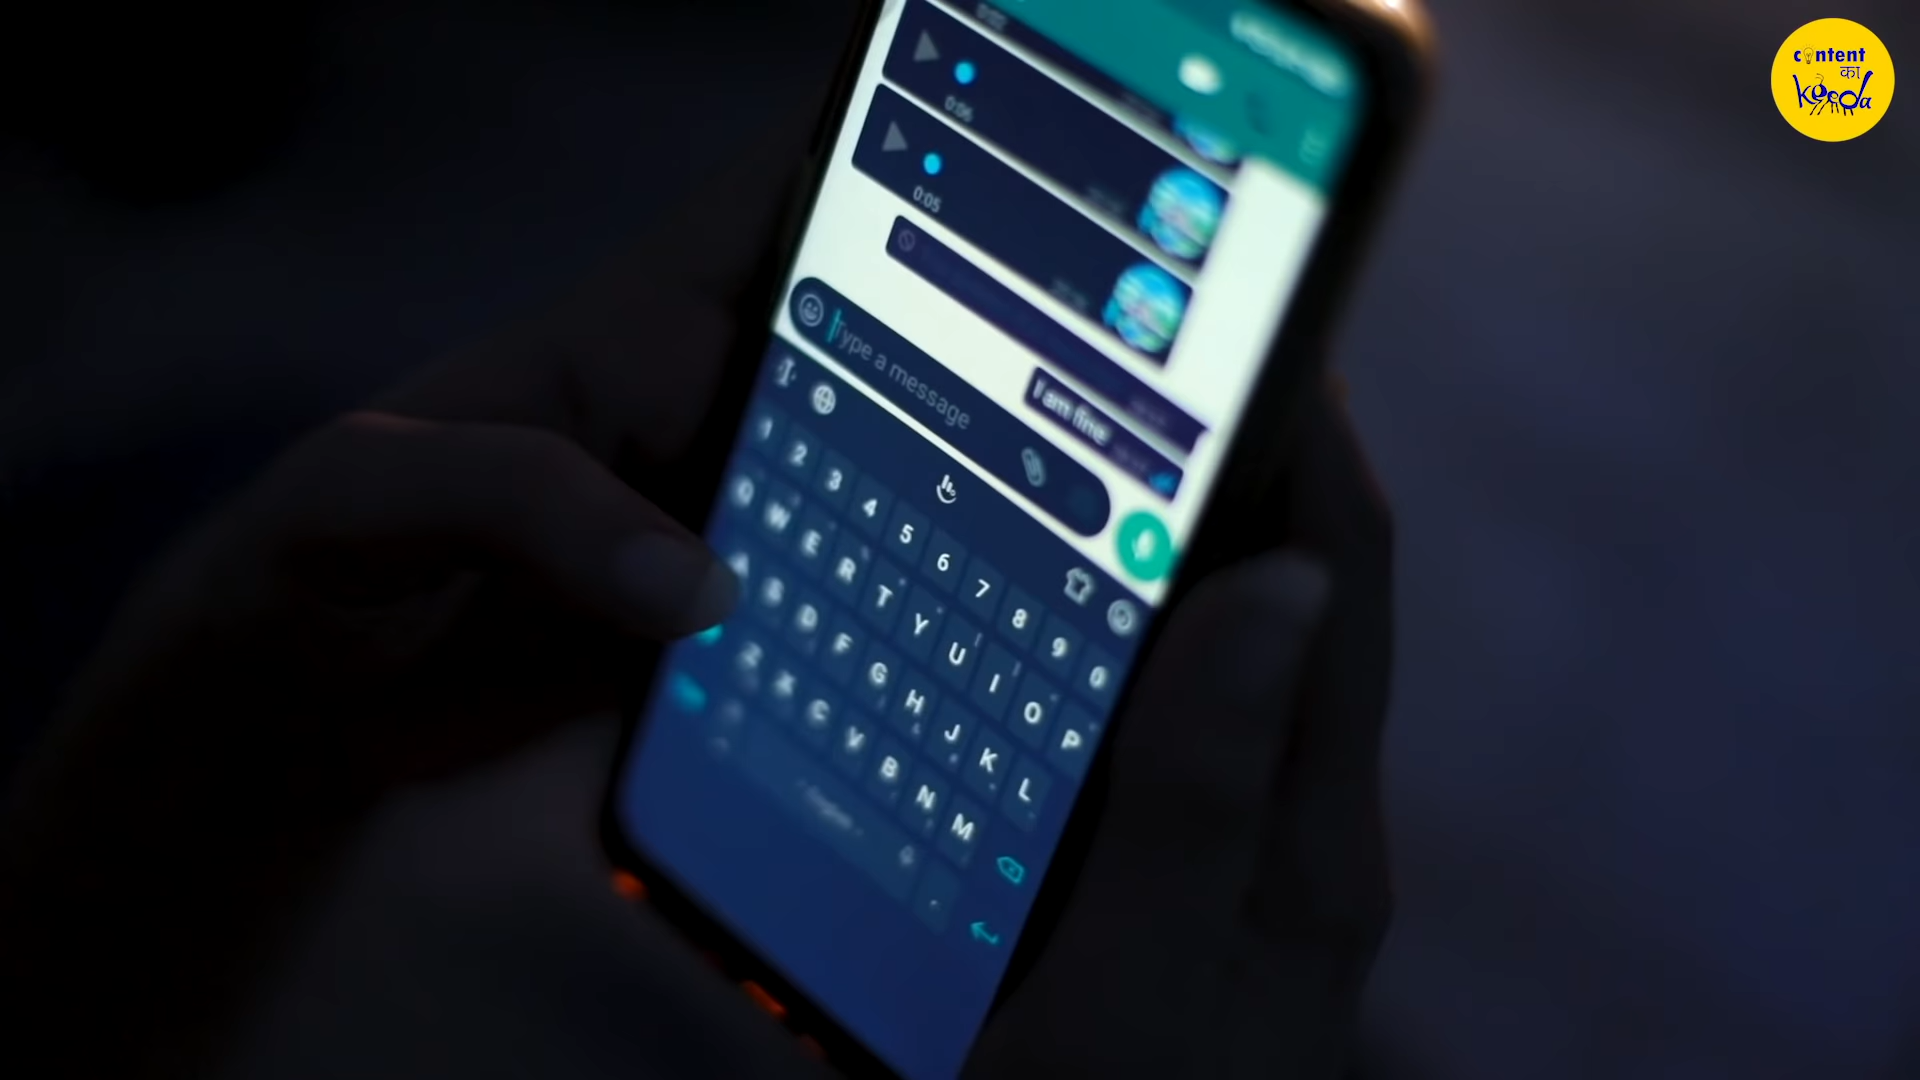 content
का
keeda
0:06
0:05
I am fine
Type a message
1 2 3 4 5 6 7 8 9 0
Q W E R T Y U I O P
A S D F G H J K L
Z X C V B N M